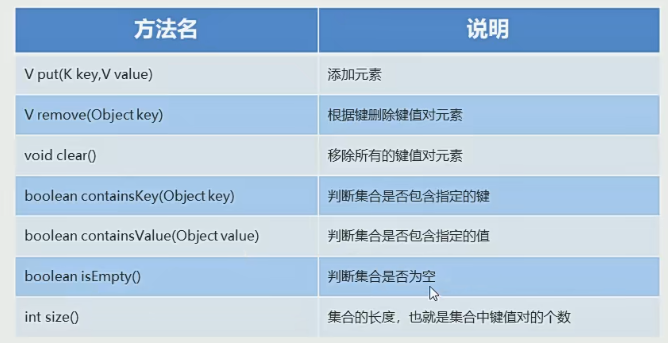 方法名 说明
V put(K key,V value) 添加元素
V remove(Object key) 根据键删除键值对元素
void clear() 移除所有的键值对元素
boolean containsKey(Object key) 判断集合是否包含指定的键
boolean containsValue(Object value) 判断集合是否包含指定的值
boolean isEmpty() 判断集合是否为空
int size() 集合的长度，也就是集合中键值对的个数